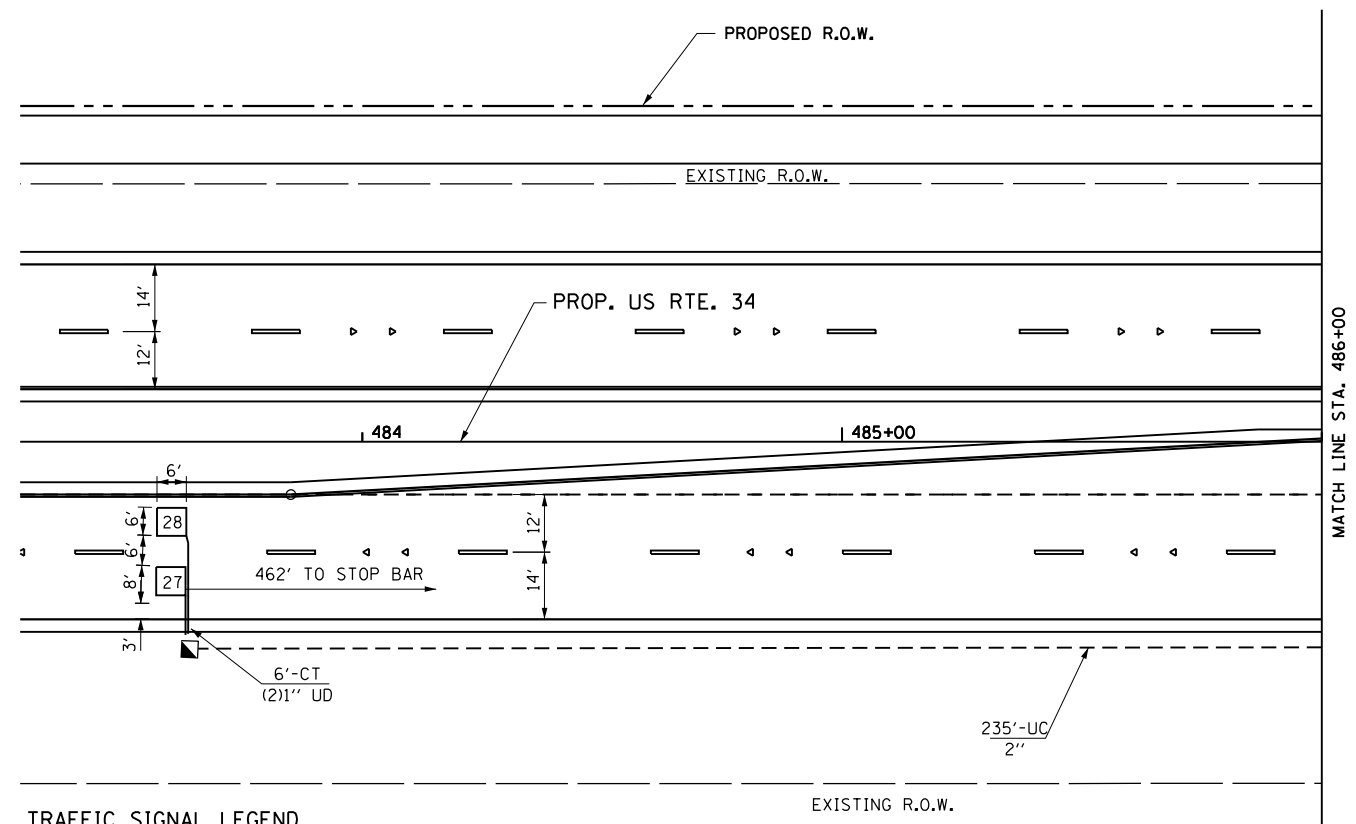 PROPOSED R.O.W.
EXISTING R.O.W.
14'
12'
PROP. US RTE. 34
484
485+00
MATCH LINE STA. 486+00
6'
6'
28
6'
12'
8'
27
462' TO STOP BAR
14'
3'
6'-CT
(2)1'' UD
235'-UC
2''
EXISTING R.O.W.
TRAFFIC SIGNAL LEGEND